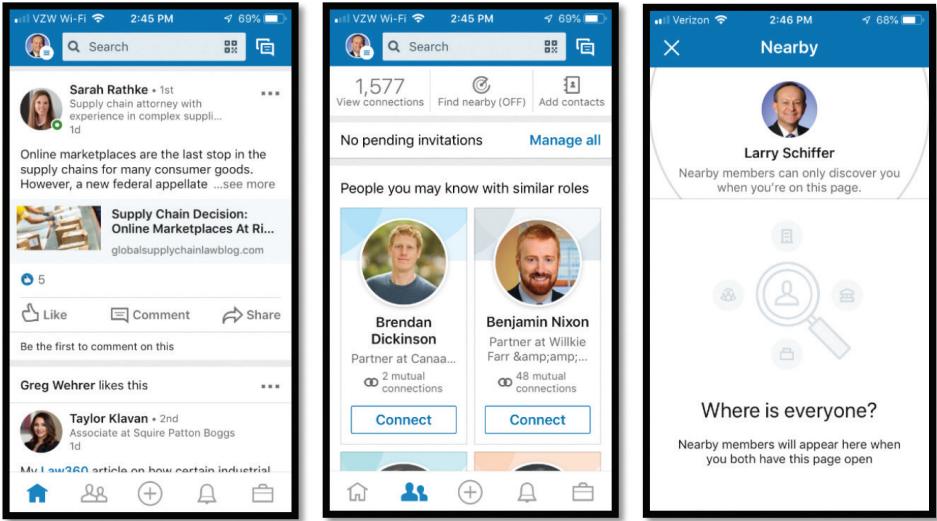 VZW Wi-Fi 2:45 PM 69%
Search
Sarah Rathke • 1st
Supply chain attorney with
experience in complex suppli...
1d
Online marketplaces are the last stop in the
supply chains for many consumer goods.
However, a new federal appellate ...see more
Supply Chain Decision:
Online Marketplaces At Ri...
globalsupplychainlawblog.com
5
Like Comment Share
Be the first to comment on this
Greg Wehrer likes this
Taylor Klavan • 2nd
Associate at Squire Patton Boggs
1d
My Law360 article on how certain industrial
VZW Wi-Fi 2:45 PM 69%
Search
1,577
View connections
Find nearby (OFF)
Add contacts
No pending invitations Manage all
People you may know with similar roles
Brendan
Dickinson
Partner at Canaa...
2 mutual
connections
Connect
Benjamin Nixon
Partner at Willkie
Farr &amp;amp;...
48 mutual
connections
Connect
Verizon 2:46 PM 68%
Nearby
Larry Schiffer
Nearby members can only discover you
when you're on this page.
Where is everyone?
Nearby members will appear here when
you both have this page open